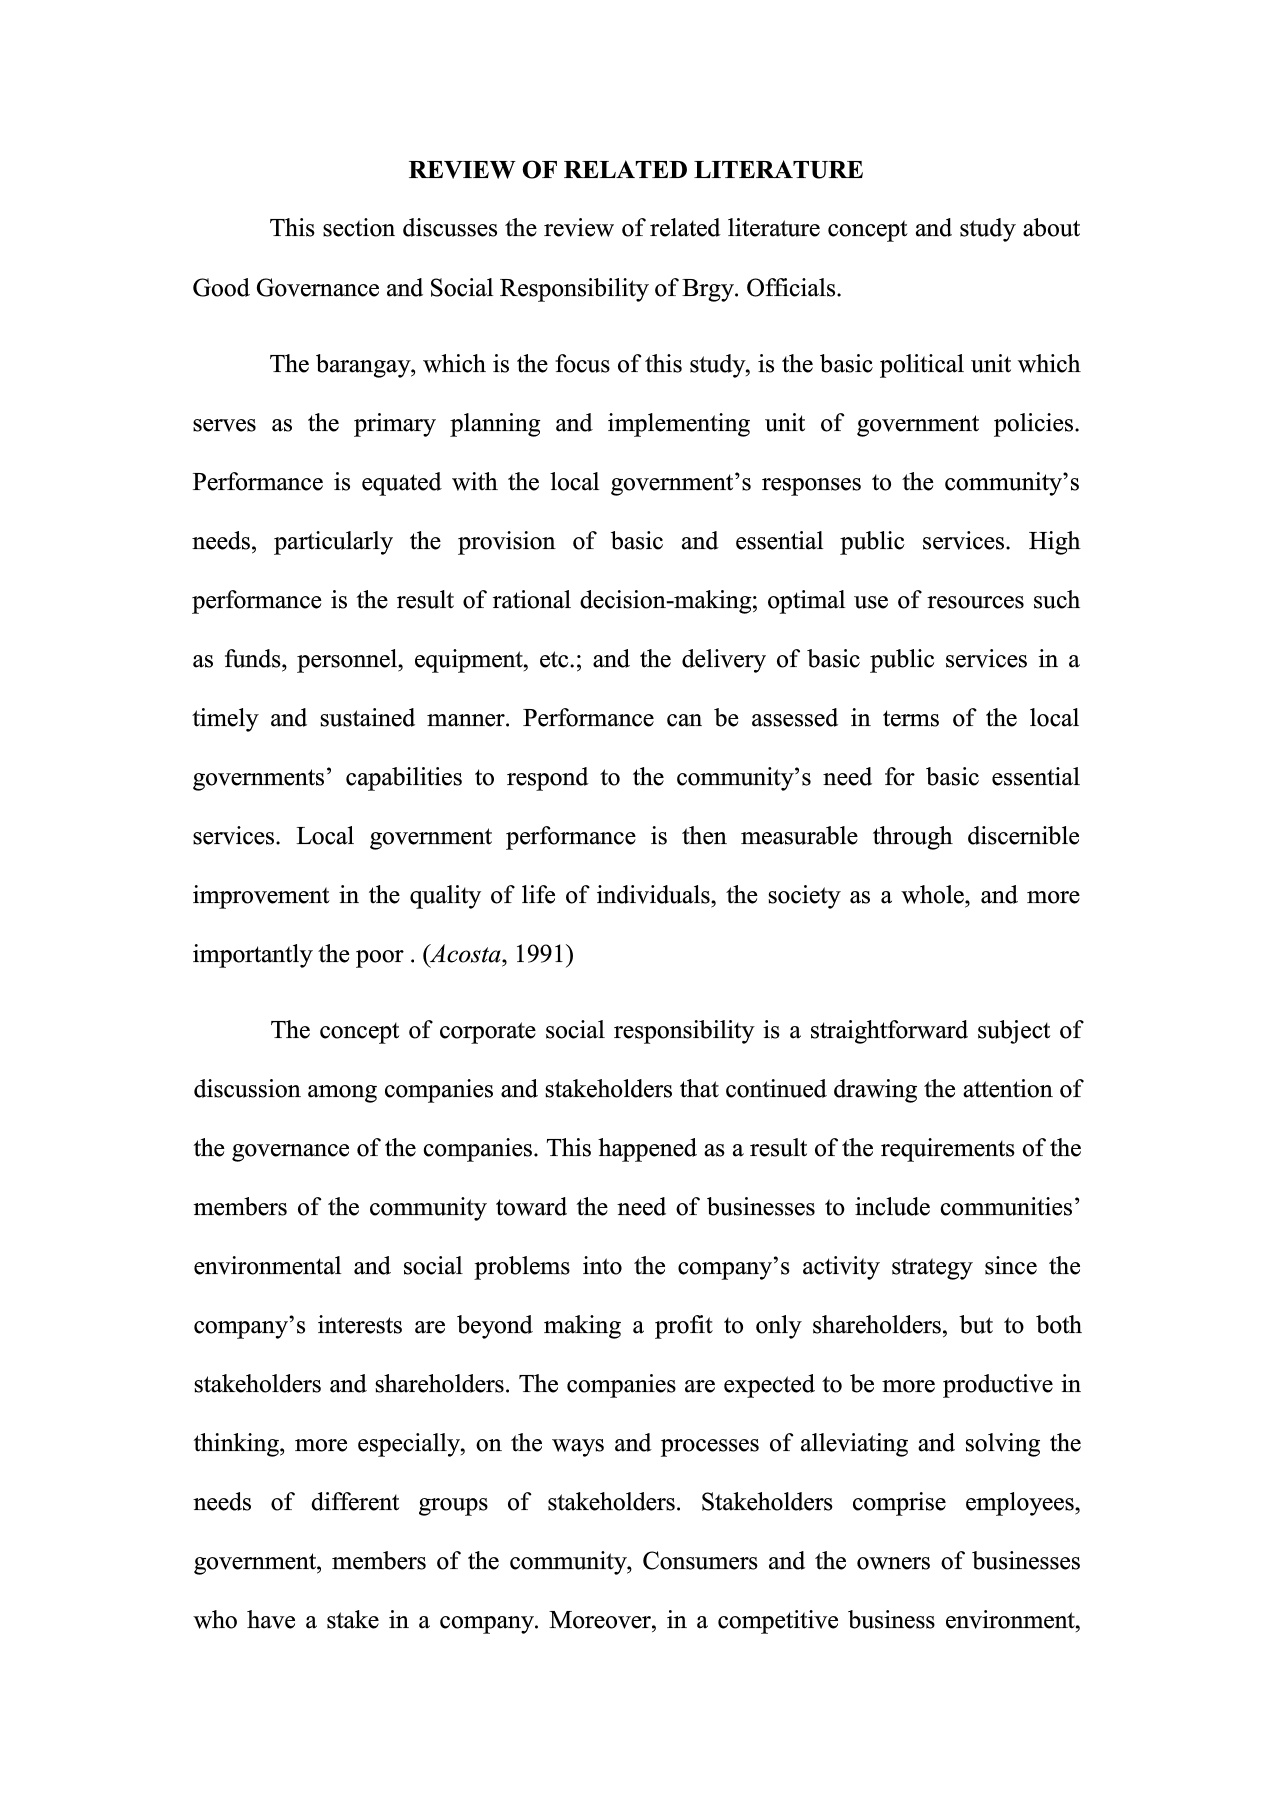 REVIEW OF RELATED LITERATURE
This section discusses the review of related literature concept and study about
Good Governance and Social Responsibility of Brgy. Officials.
The barangay, which is the focus of this study, is the basic political unit which
serves as the primary planning and implementing unit of government policies.
Performance is equated with the local government’s responses to the community’s
needs, particularly the provision of basic and essential public services. High
performance is the result of rational decision-making; optimal use of resources such
as funds, personnel, equipment, etc.; and the delivery of basic public services in a
timely and sustained manner. Performance can be assessed in terms of the local
governments’ capabilities to respond to the community’s need for basic essential
services. Local government performance is then measurable through discernible
improvement in the quality of life of individuals, the society as a whole, and more
importantly the poor . (Acosta, 1991)
The concept of corporate social responsibility is a straightforward subject of
discussion among companies and stakeholders that continued drawing the attention of
the governance of the companies. This happened as a result of the requirements of the
members of the community toward the need of businesses to include communities’
environmental and social problems into the company’s activity strategy since the
company’s interests are beyond making a profit to only shareholders, but to both
stakeholders and shareholders. The companies are expected to be more productive in
thinking, more especially, on the ways and processes of alleviating and solving the
needs of different groups of stakeholders. Stakeholders comprise employees,
government, members of the community, Consumers and the owners of businesses
who have a stake in a company. Moreover, in a competitive business environment,